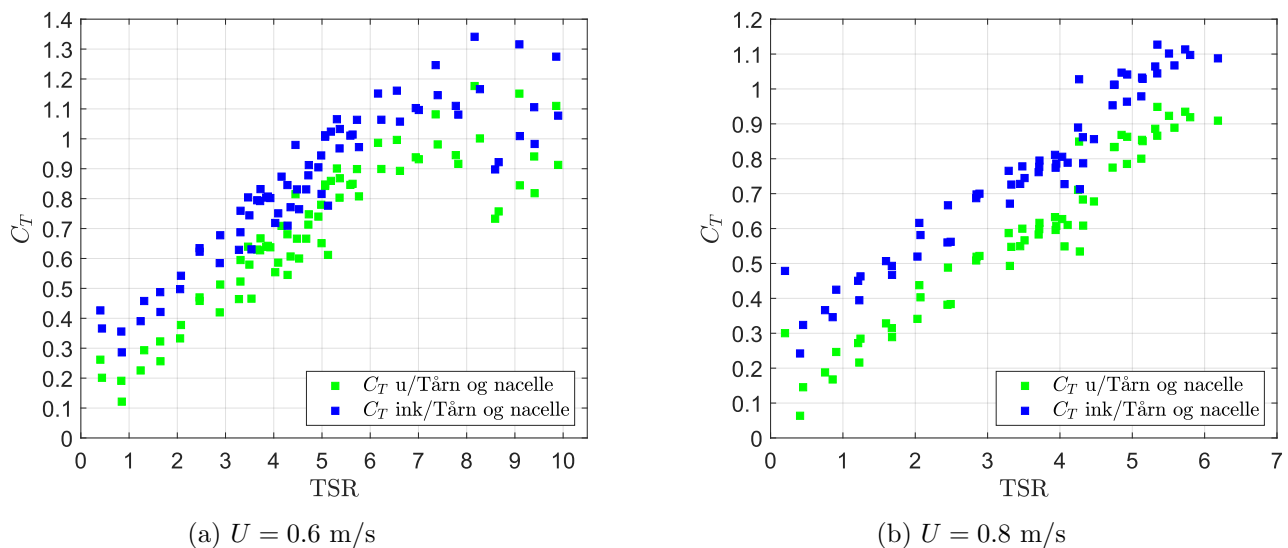 1.4
1.3
1.2
1.1
1
0.9
0.8
0.7
0.6
0.5
0.4
0.3
0.2
0.1
0
C_T
0 1 2 3 4 5 6 7 8 9 10
TSR
C_T u/Tårn og nacelle
C_T ink/Tårn og nacelle
(a) U = 0.6 m/s
1.2
1.1
1
0.9
0.8
0.7
0.6
0.5
0.4
0.3
0.2
0.1
0
C_T
0 1 2 3 4 5 6 7
TSR
C_T u/Tårn og nacelle
C_T ink/Tårn og nacelle
(b) U = 0.8 m/s